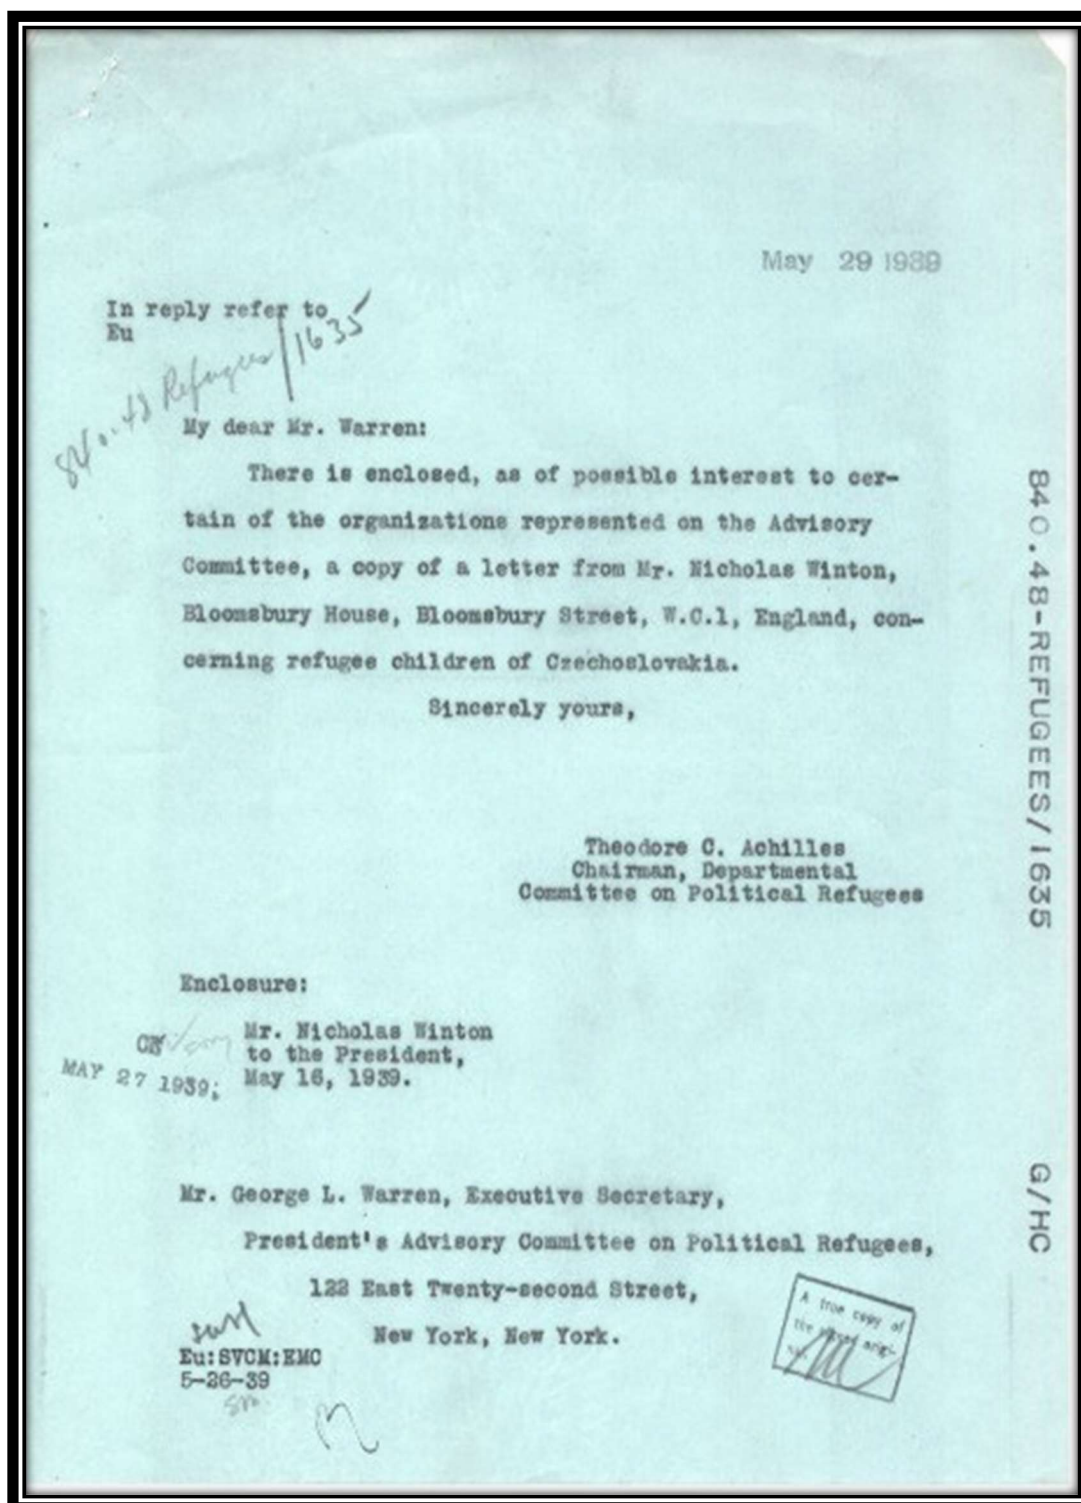 May 29 1939
In reply refer to
Eu
840.48 Refugees/1635
My dear Mr. Warren:
There is enclosed, as of possible interest to cer-
tain of the organizations represented on the Advisory
Committee, a copy of a letter from Mr. Nicholas Winton,
Bloomsbury House, Bloomsbury Street, W.C.1, England, con-
cerning refugee children of Czechoslovakia.
Sincerely yours,
Theodore C. Achilles
Chairman, Departmental
Committee on Political Refugees
840.48-REFUGEES/1635
Enclosure:
Mr. Nicholas Winton
to the President,
May 16, 1939.
CR
MAY 27 1939;
G/HC
Mr. George L. Warren, Executive Secretary,
President's Advisory Committee on Political Refugees,
122 East Twenty-second Street,
New York, New York.
Eu:SVCM:EMC
5-26-39
A true copy of
the signed origi-
nal.